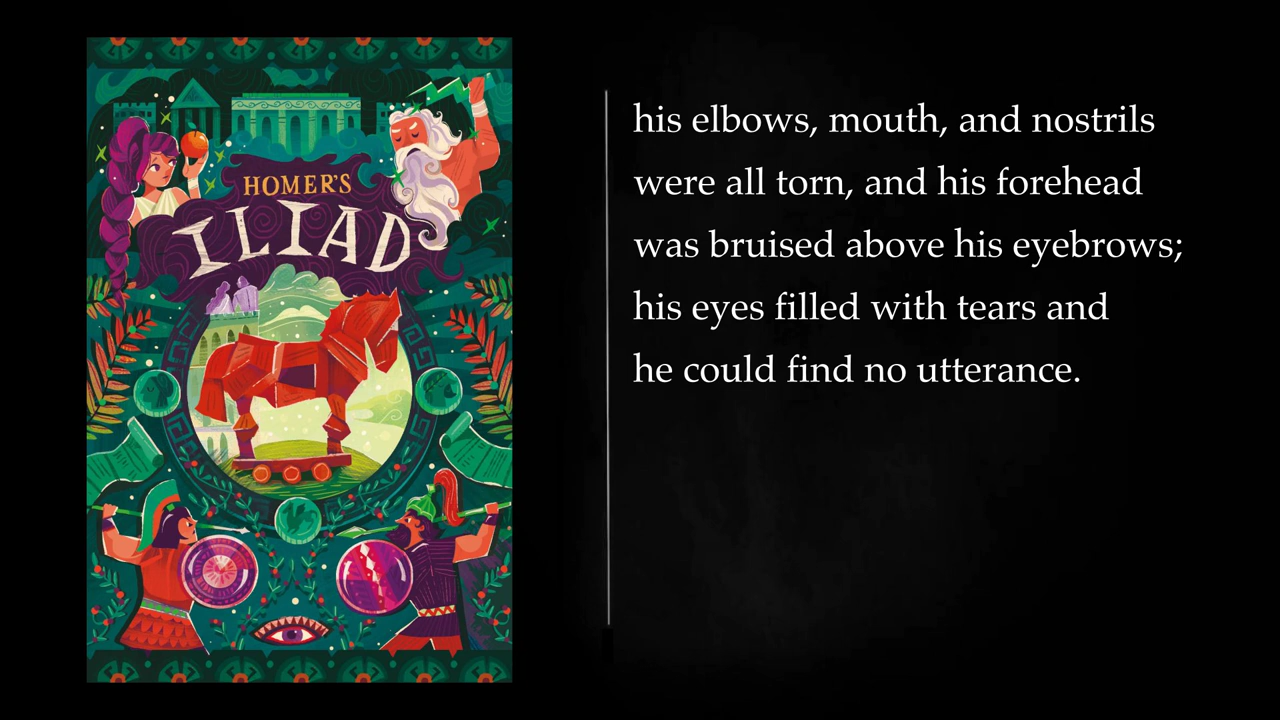 HOMER'S
ILIAD
his elbows, mouth, and nostrils
were all torn, and his forehead
was bruised above his eyebrows;
his eyes filled with tears and
he could find no utterance.